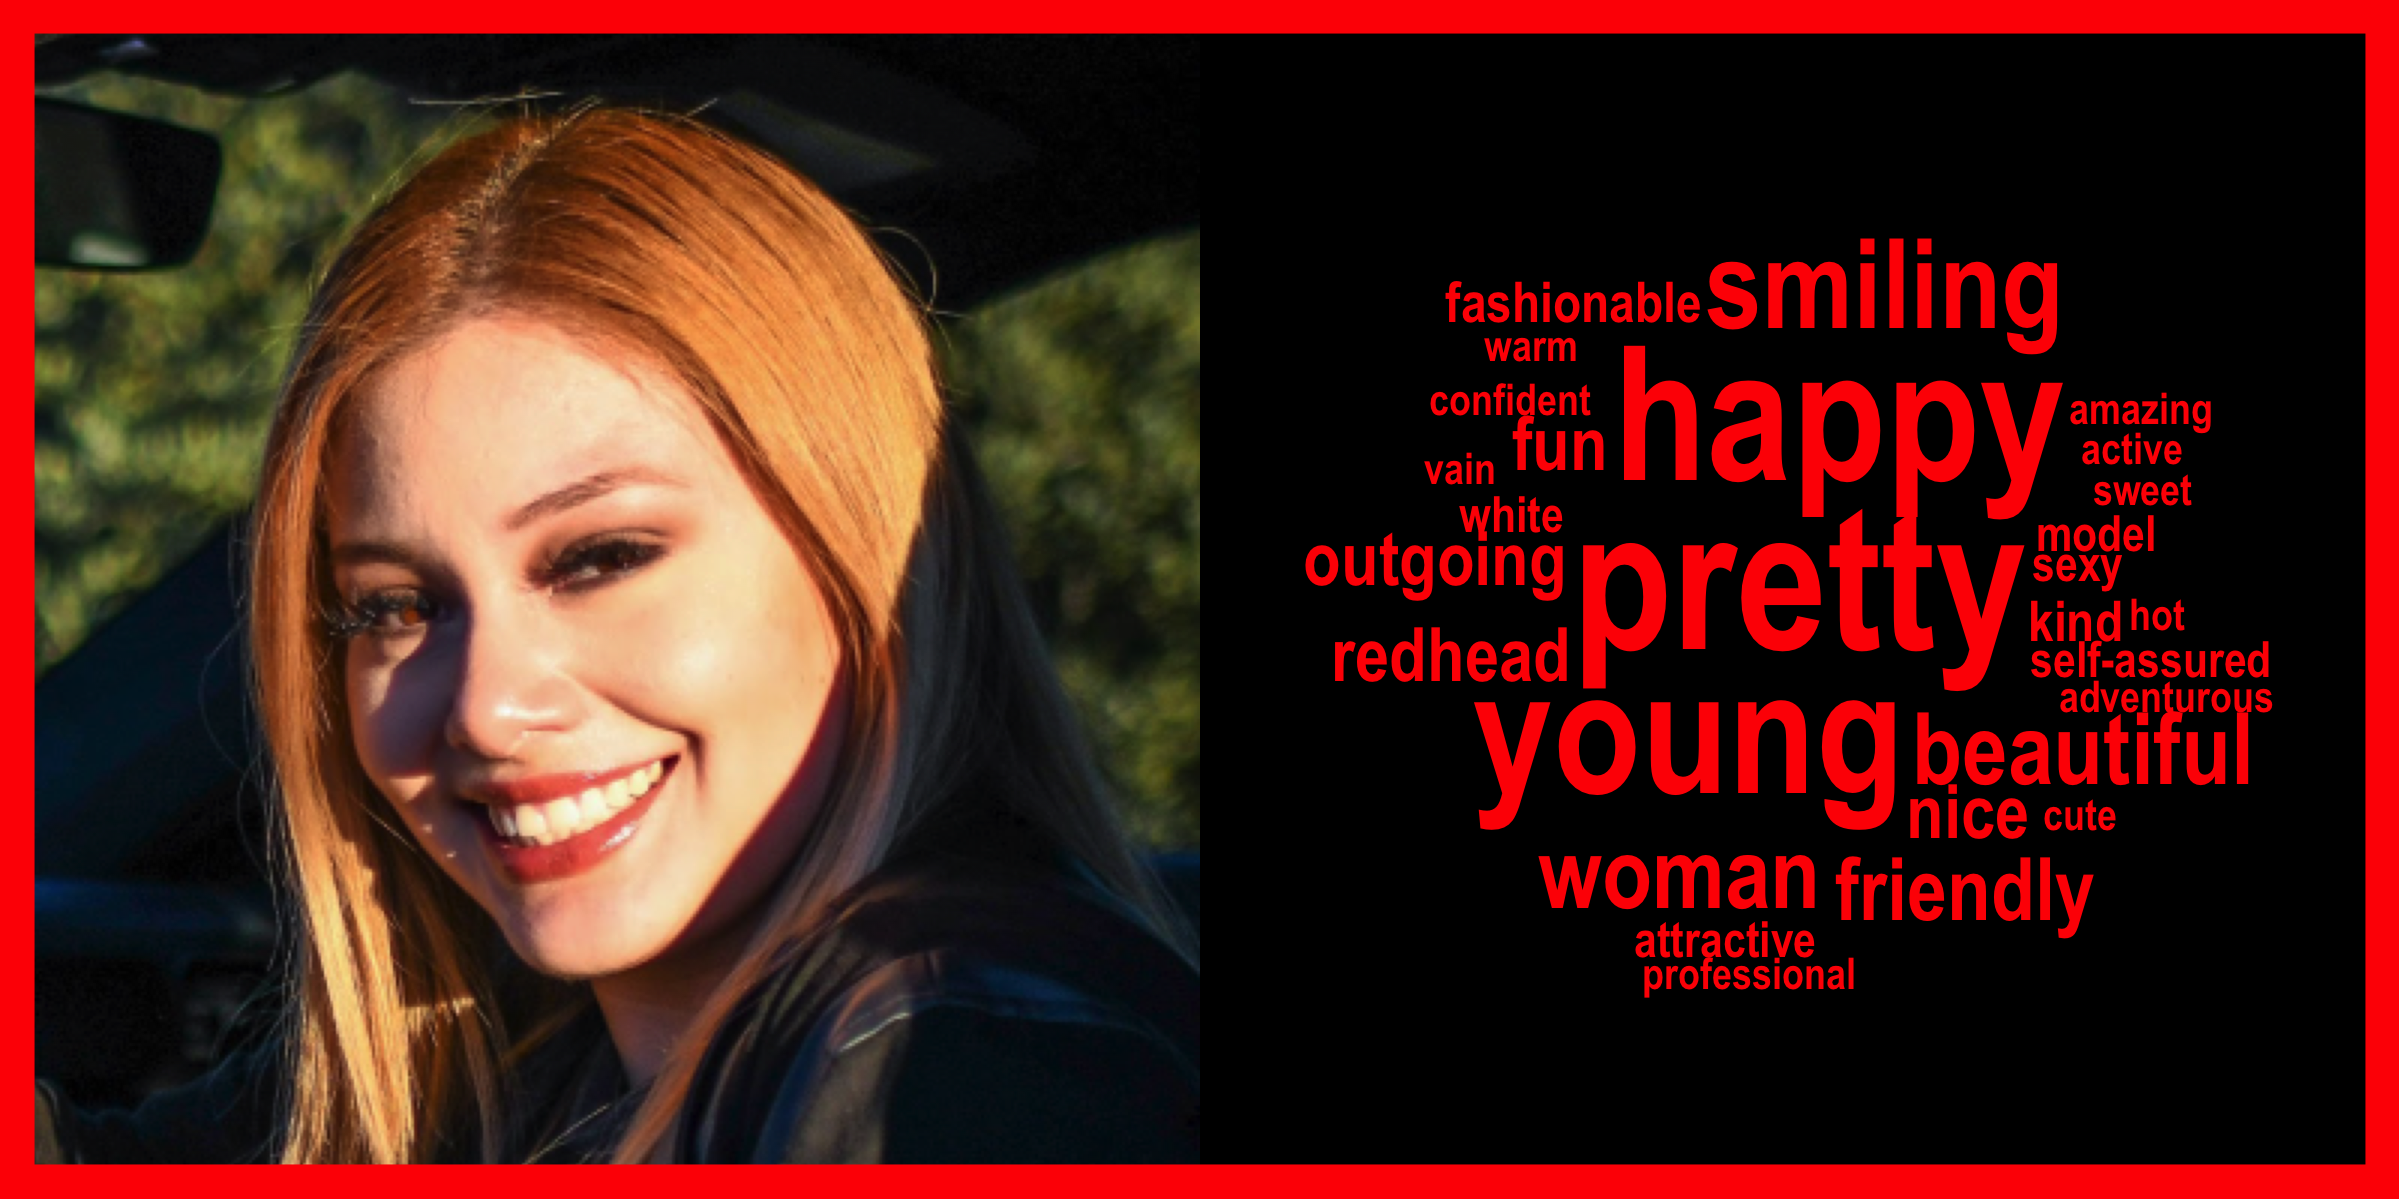 fashionable smiling
warm
happy
confident
amazing
fun
active
vain
sweet
white
model
outgoing pretty
sexy
kind hot
redhead
self-assured
adventurous
young beautiful
nice cute
woman friendly
attractive
professional